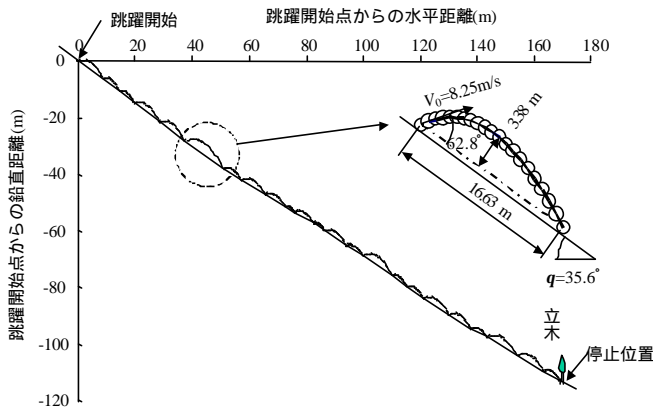 跳躍開始点からの水平距離(m)
跳躍開始
0 20 40 60 80 100 120 140 160 180
0
-20
-40
-60
-80
-100
-120
跳躍開始点からの鉛直距離(m)
V0=8.25m/s
3.38 m
62.8°
16.63 m
q=35.6°
立木
停止位置